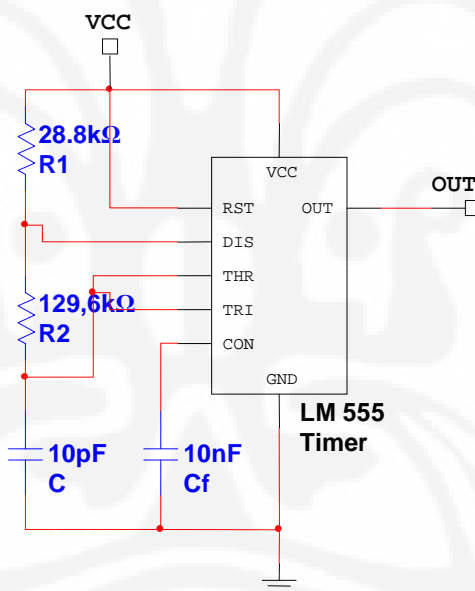 VCC
28.8kΩ
R1
VCC
RST
OUT
OUT
DIS
THR
129,6kΩ
R2
TRI
CON
GND
LM 555
Timer
10pF
C
10nF
Cf